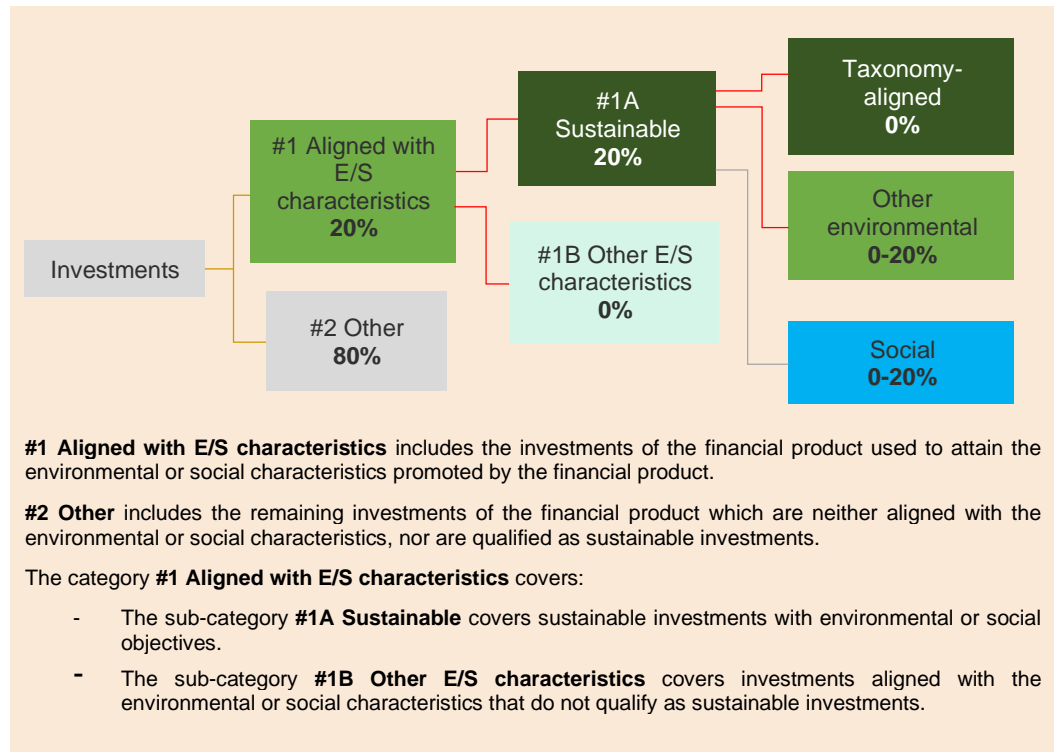 Investments
#1 Aligned with
E/S
characteristics
20%
#2 Other
80%
#1A
Sustainable
20%
#1B Other E/S
characteristics
0%
Taxonomy-
aligned
0%
Other
environmental
0-20%
Social
0-20%
#1 Aligned with E/S characteristics includes the investments of the financial product used to attain the
environmental or social characteristics promoted by the financial product.
#2 Other includes the remaining investments of the financial product which are neither aligned with the
environmental or social characteristics, nor are qualified as sustainable investments.
The category #1 Aligned with E/S characteristics covers:
- The sub-category #1A Sustainable covers sustainable investments with environmental or social
objectives.
- The sub-category #1B Other E/S characteristics covers investments aligned with the
environmental or social characteristics that do not qualify as sustainable investments.